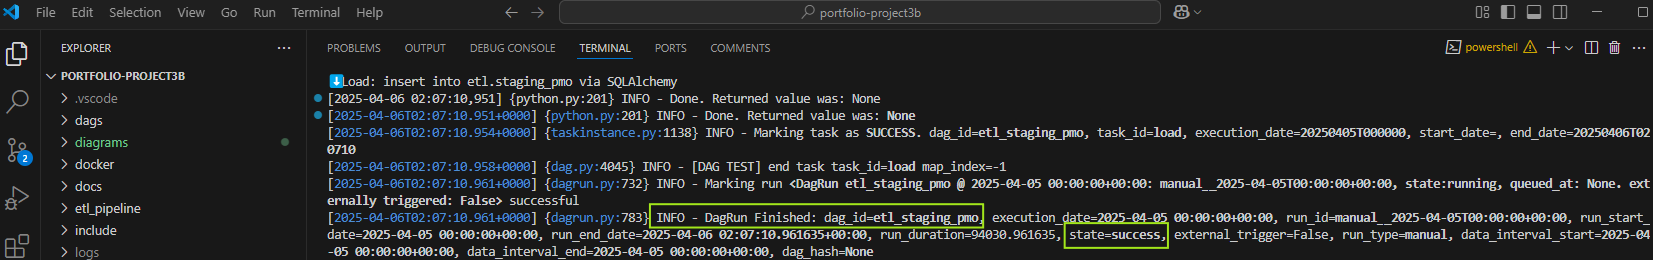 File Edit Selection View Go Run Terminal Help
portfolio-project3b
EXPLORER
PROBLEMS OUTPUT DEBUG CONSOLE TERMINAL PORTS COMMENTS
powershell
PORTFOLIO-PROJECT3B
.vscode
dags
diagrams
docker
docs
etl_pipeline
include
logs
2
Load: insert into etl.staging_pmo via SQLAlchemy
[2025-04-06 02:07:10,951] {python.py:201} INFO - Done. Returned value was: None
[2025-04-06T02:07:10.951+0000] {python.py:201} INFO - Done. Returned value was: None
[2025-04-06T02:07:10.954+0000] {taskinstance.py:1138} INFO - Marking task as SUCCESS. dag_id=etl_staging_pmo, task_id=load, execution_date=20250405T000000, start_date=, end_date=20250406T02
0710
[2025-04-06T02:07:10.958+0000] {dag.py:4045} INFO - [DAG TEST] end task task_id=load map_index=-1
[2025-04-06T02:07:10.961+0000] {dagrun.py:732} INFO - Marking run <DagRun etl_staging_pmo @ 2025-04-05 00:00:00+00:00: manual__2025-04-05T00:00:00+00:00, state:running, queued_at: None. ext
ernally triggered: False> successful
[2025-04-06T02:07:10.961+0000] {dagrun.py:783} INFO - DagRun Finished: dag_id=etl_staging_pmo, execution_date=2025-04-05 00:00:00+00:00, run_id=manual__2025-04-05T00:00:00+00:00, run_start_
date=2025-04-05 00:00:00+00:00, run_end_date=2025-04-06 02:07:10.961635+00:00, run_duration=94030.961635, state=success, external_trigger=False, run_type=manual, data_interval_start=2025-04
-05 00:00:00+00:00, data_interval_end=2025-04-05 00:00:00+00:00, dag_hash=None